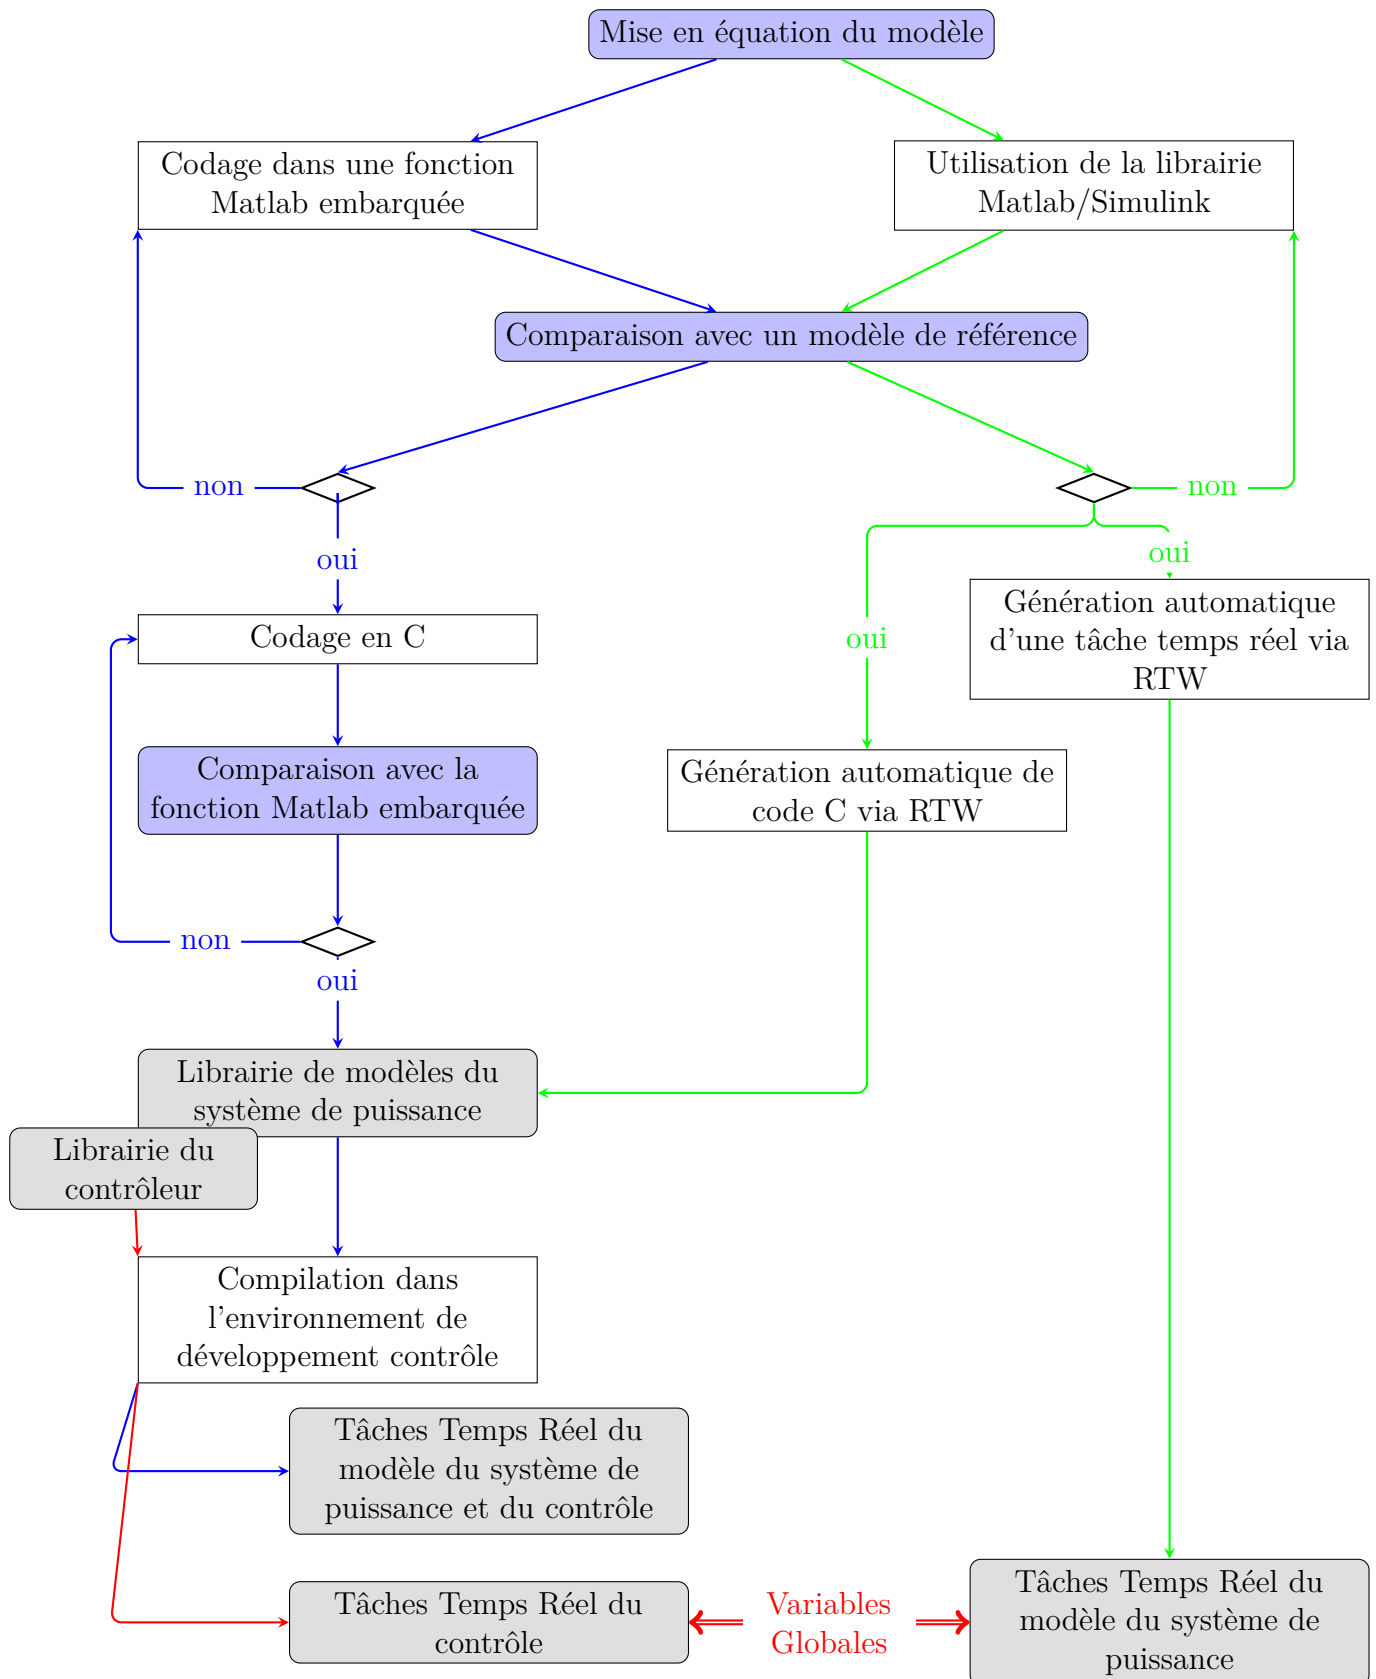 Mise en équation du modèle
Codage dans une fonction
Matlab embarquée
Utilisation de la librairie
Matlab/Simulink
Comparaison avec un modèle de référence
non
non
oui
oui
oui
Codage en C
Génération automatique
d'une tâche temps réel via
RTW
Comparaison avec la
fonction Matlab embarquée
Génération automatique de
code C via RTW
non
oui
Librairie de modèles du
système de puissance
Librairie du
contrôleur
Compilation dans
l'environnement de
développement contrôle
Tâches Temps Réel du
modèle du système de
puissance et du contrôle
Tâches Temps Réel du
contrôle
Variables
Globales
Tâches Temps Réel du
modèle du système de
puissance